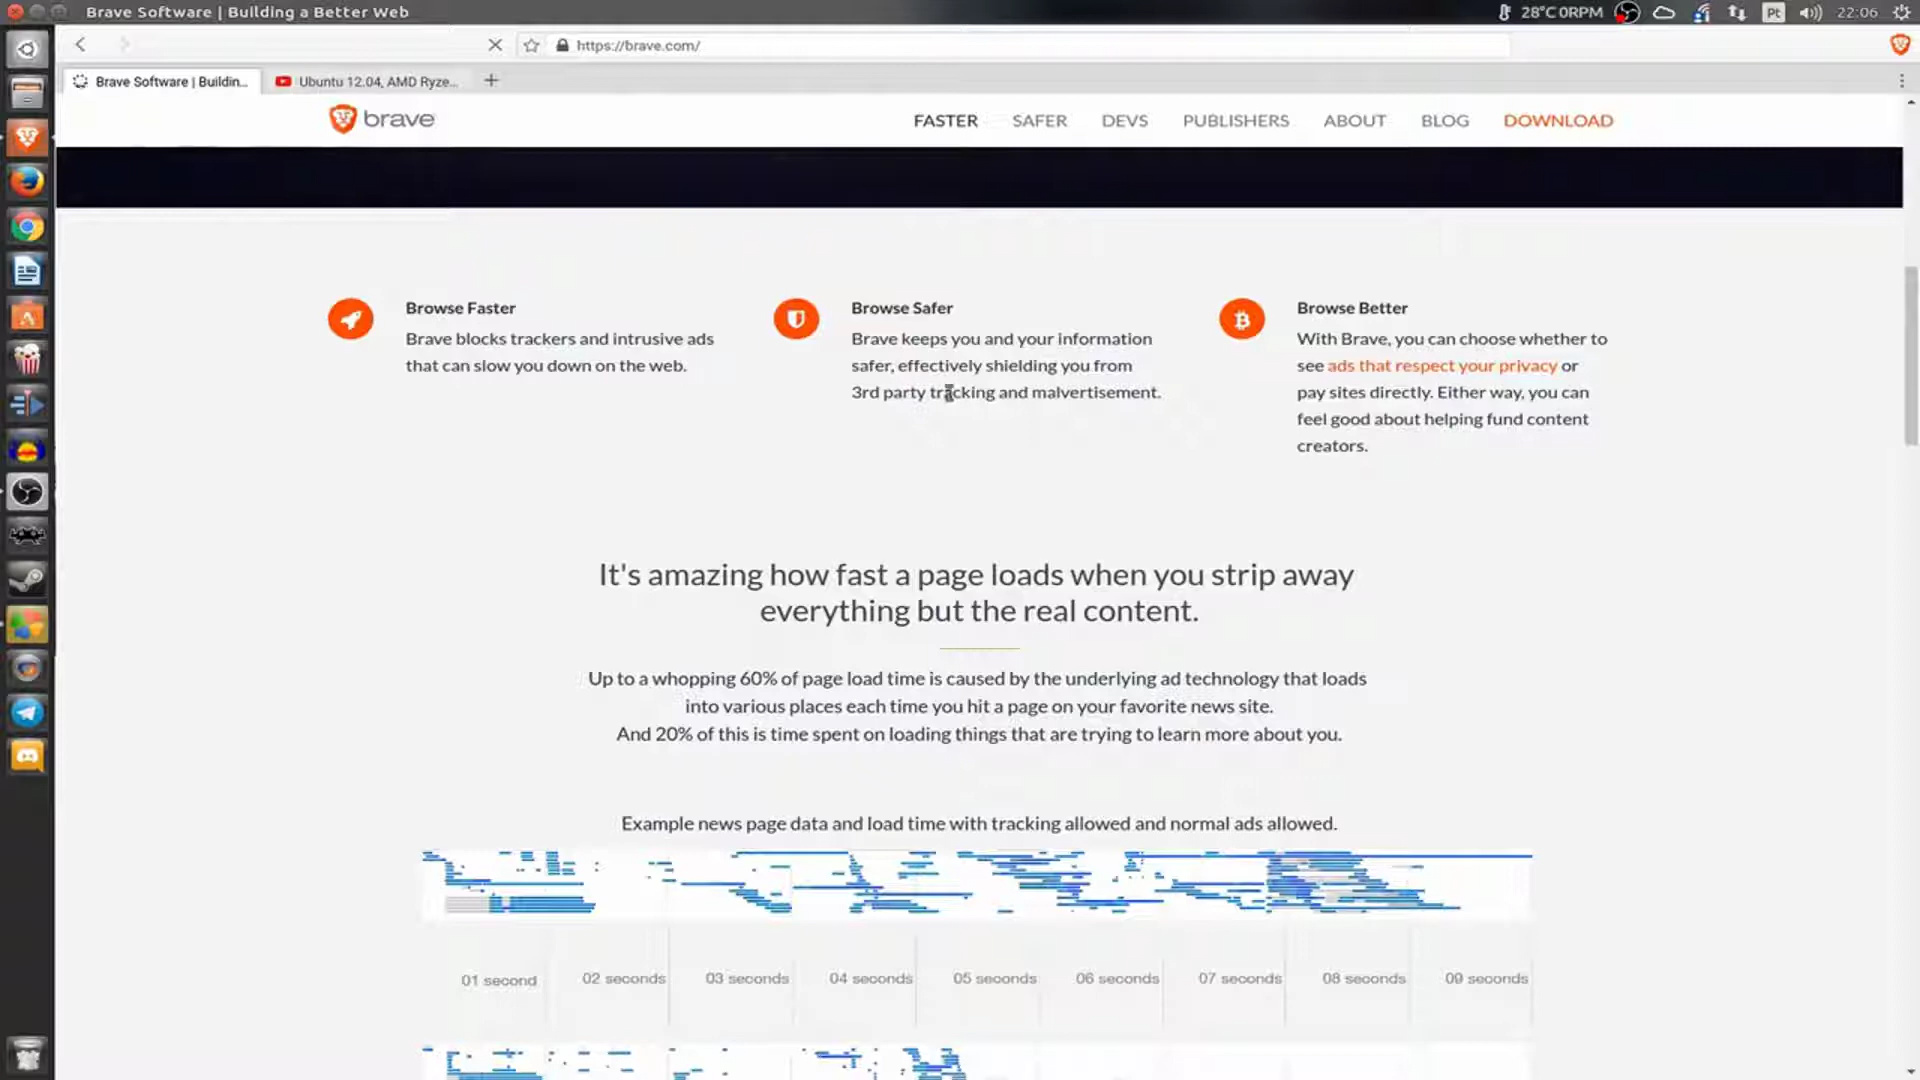 Brave Software | Building a Better Web
28°C 0RPM
Pt
22:06
https://brave.com/
Brave Software | Buildin...
Ubuntu 12.04, AMD Ryze...
brave
FASTER
SAFER
DEVS
PUBLISHERS
ABOUT
BLOG
DOWNLOAD
Browse Faster
Brave blocks trackers and intrusive ads
that can slow you down on the web.
Browse Safer
Brave keeps you and your information
safer, effectively shielding you from
3rd party tracking and malvertisement.
Browse Better
With Brave, you can choose whether to
see ads that respect your privacy or
pay sites directly. Either way, you can
feel good about helping fund content
creators.
It's amazing how fast a page loads when you strip away
everything but the real content.
Up to a whopping 60% of page load time is caused by the underlying ad technology that loads
into various places each time you hit a page on your favorite news site.
And 20% of this is time spent on loading things that are trying to learn more about you.
Example news page data and load time with tracking allowed and normal ads allowed.
01 second
02 seconds
03 seconds
04 seconds
05 seconds
06 seconds
07 seconds
08 seconds
09 seconds